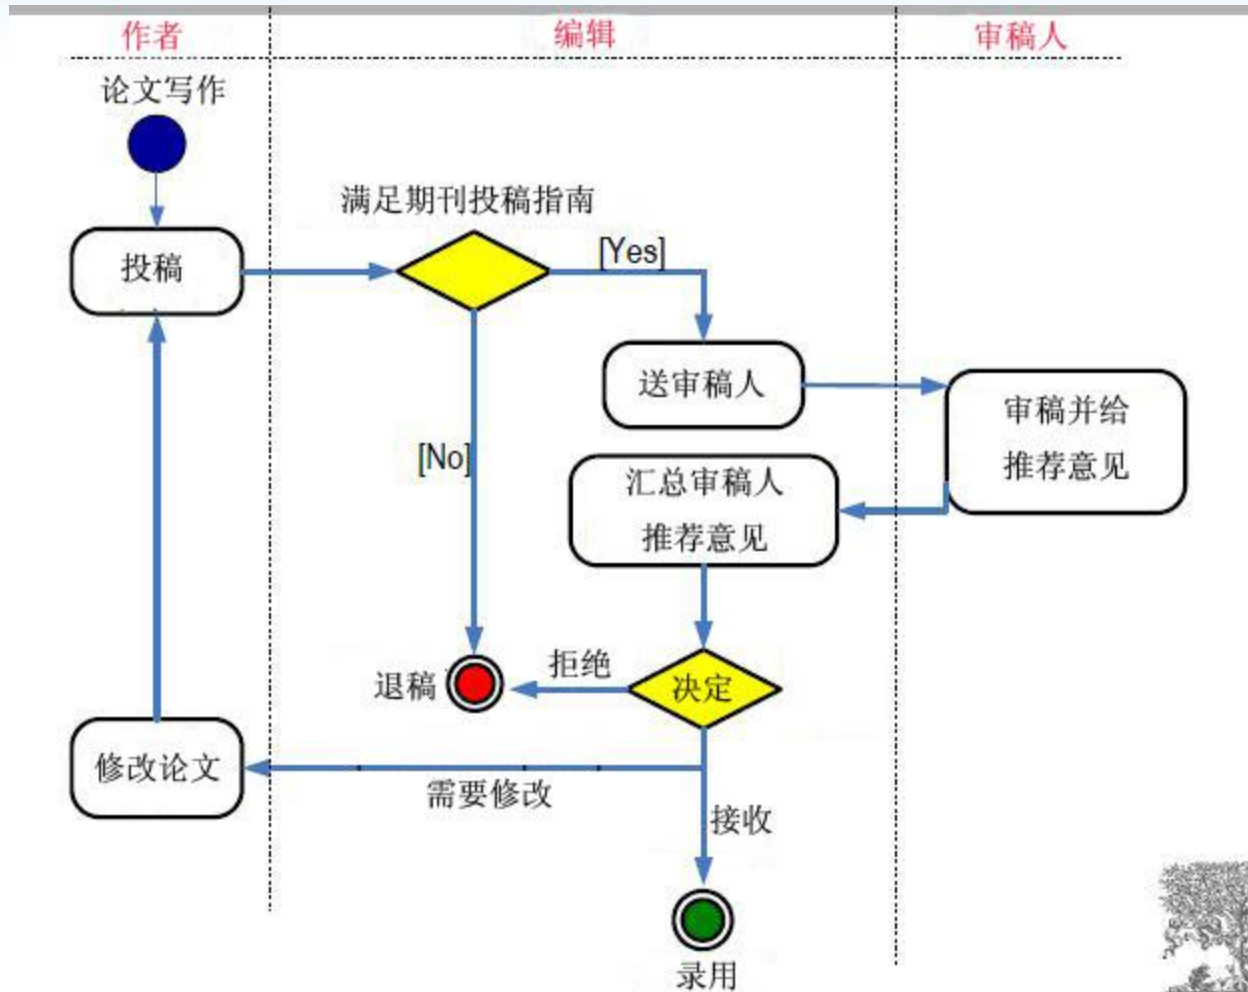 作者
编辑
审稿人
论文写作
满足期刊投稿指南
[Yes]
投稿
送审稿人
审稿并给
推荐意见
[No]
汇总审稿人
推荐意见
拒绝
退稿
决定
修改论文
需要修改
接收
录用